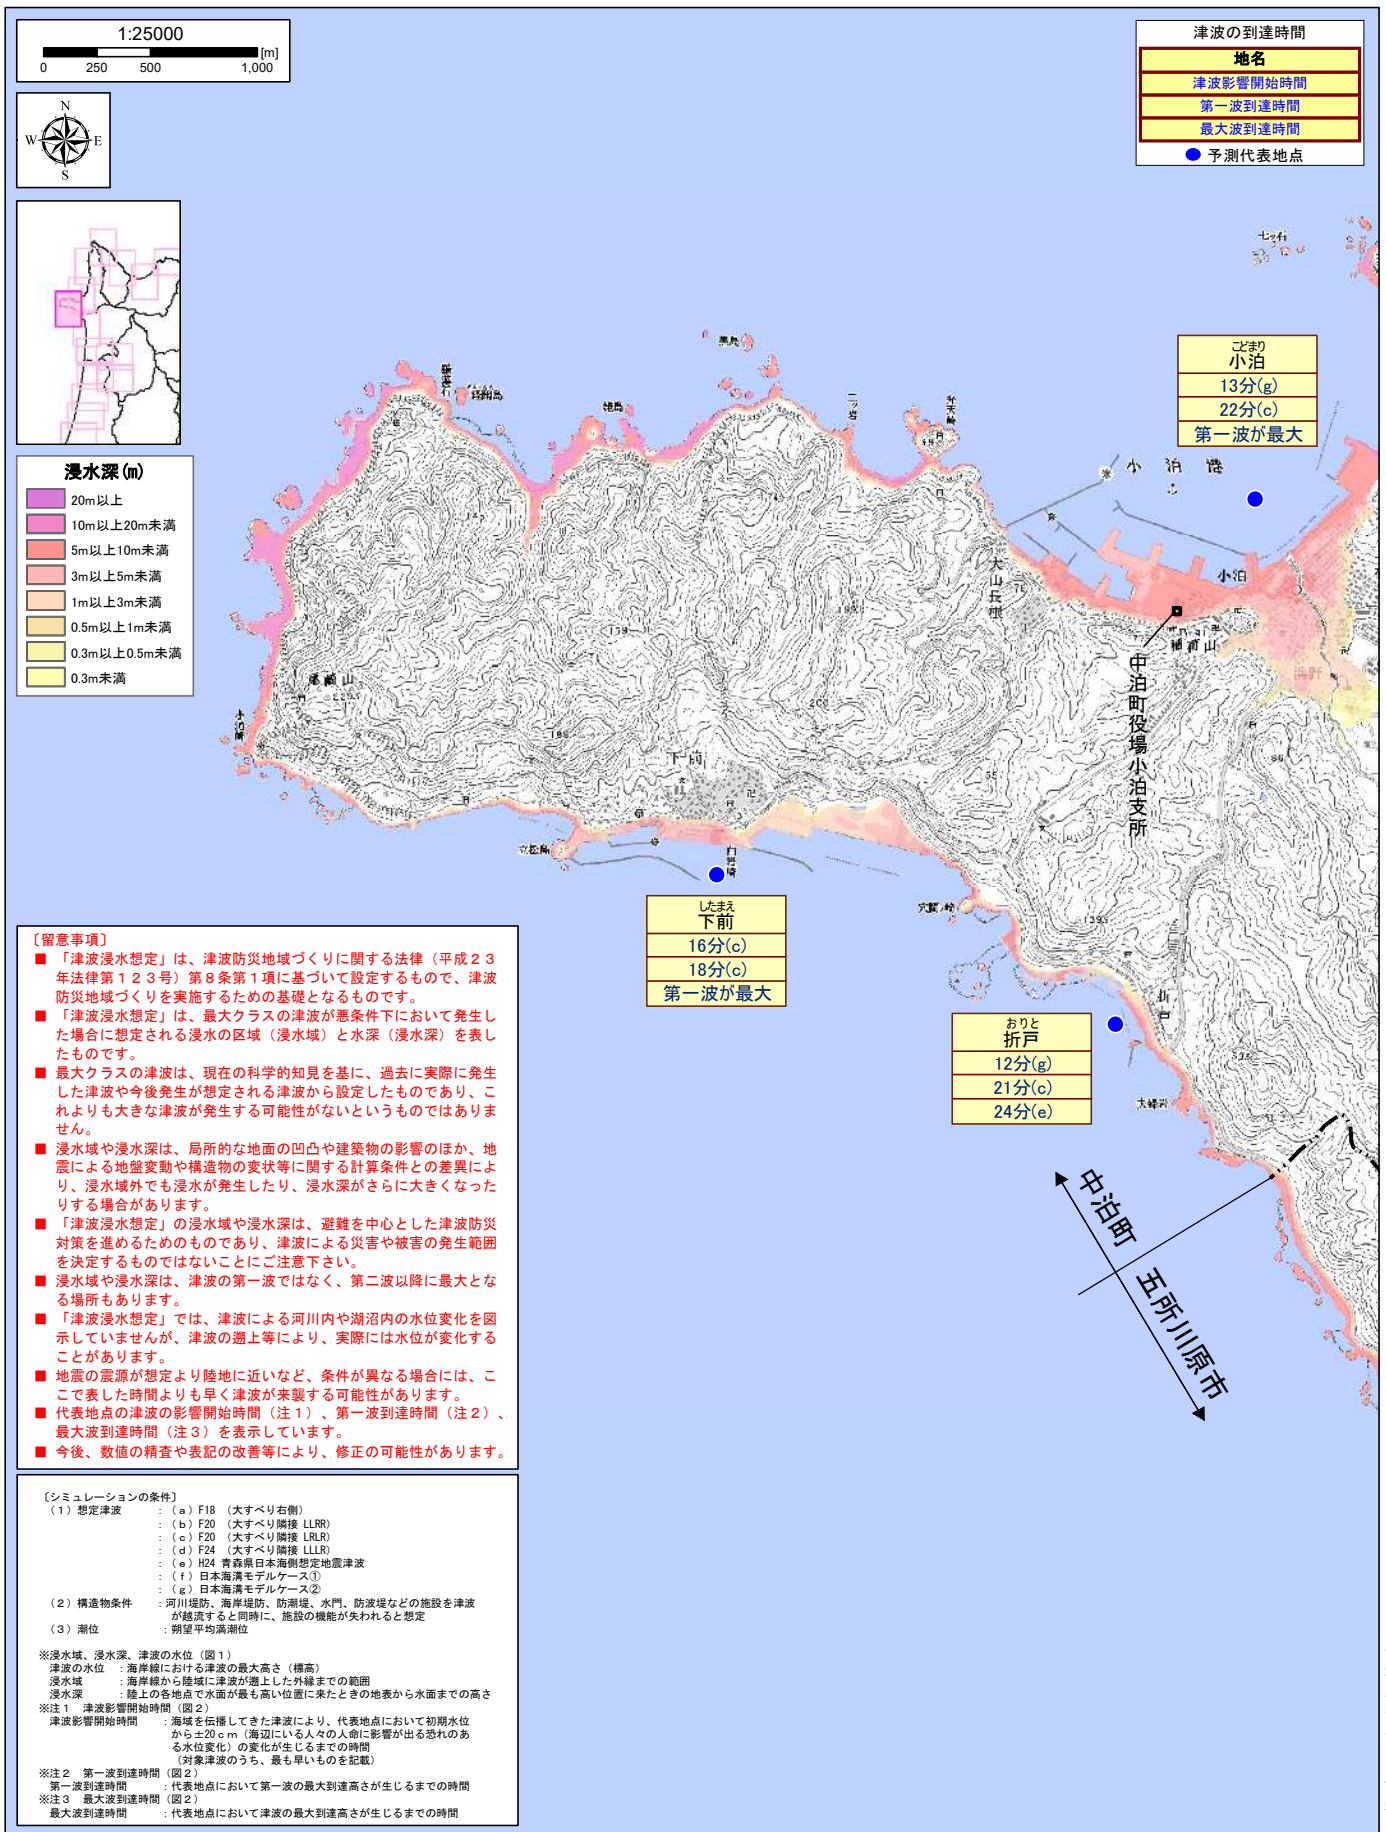 1:25000
[m]
0 250 500 1,000
N
W E
S
津波の到達時間
地名
津波影響開始時間
第一波到達時間
最大波到達時間
予測代表地点
浸水深(m)
20m以上
10m以上20m未満
5m以上10m未満
3m以上5m未満
1m以上3m未満
0.5m以上1m未満
0.3m以上0.5m未満
0.3m未満
七ッ石
こどまり
小泊
13分(g)
22分(c)
第一波が最大
小泊港
小泊
大山長根
中泊町役場小泊支所
下前
したまえ
下前
16分(c)
18分(c)
第一波が最大
折戸
おりと
折戸
12分(g)
21分(c)
24分(e)
中泊町
五所川原市
〔留意事項〕
■ 「津波浸水想定」は、津波防災地域づくりに関する法律（平成２３
年法律第１２３号）第８条第１項に基づいて設定するもので、津波
防災地域づくりを実施するための基礎となるものです。
■ 「津波浸水想定」は、最大クラスの津波が悪条件下において発生し
た場合に想定される浸水の区域（浸水域）と水深（浸水深）を表し
たものです。
■ 最大クラスの津波は、現在の科学的知見を基に、過去に実際に発生
した津波や今後発生が想定される津波から設定したものであり、こ
れよりも大きな津波が発生する可能性がないというものではありま
せん。
■ 浸水域や浸水深は、局所的な地面の凹凸や建築物の影響のほか、地
震による地盤変動や構造物の変状等に関する計算条件との差異によ
り、浸水域外でも浸水が発生したり、浸水深がさらに大きくなった
りする場合があります。
■ 「津波浸水想定」の浸水域や浸水深は、避難を中心とした津波防災
対策を進めるためのものであり、津波による災害や被害の発生範囲
を決定するものではないことにご注意下さい。
■ 浸水域や浸水深は、津波の第一波ではなく、第二波以降に最大とな
る場所もあります。
■ 「津波浸水想定」では、津波による河川内や湖沼内の水位変化を図
示していませんが、津波の遡上等により、実際には水位が変化する
ことがあります。
■ 地震の震源が想定より陸地に近いなど、条件が異なる場合には、こ
こで表した時間よりも早く津波が来襲する可能性があります。
■ 代表地点の津波の影響開始時間（注１）、第一波到達時間（注２）、
最大波到達時間（注３）を表示しています。
■ 今後、数値の精査や表記の改善等により、修正の可能性があります。
〔シミュレーションの条件〕
（１）想定津波 ：（ａ）F18 （大すべり右側）
：（ｂ）F20 （大すべり隣接 LLRR）
：（ｃ）F20 （大すべり隣接 LRLR）
：（ｄ）F24 （大すべり隣接 LLLR）
：（ｅ）H24 青森県日本海側想定地震津波
：（ｆ）日本海溝モデルケース①
：（ｇ）日本海溝モデルケース②
（２）構造物条件 ：河川堤防、海岸堤防、防潮堤、水門、防波堤などの施設を津波
が越流すると同時に、施設の機能が失われると想定
（３）潮位 ：朔望平均満潮位
※浸水域、浸水深、津波の水位（図１）
津波の水位 ：海岸線における津波の最大高さ（標高）
浸水域 ：海岸線から陸域に津波が遡上した外縁までの範囲
浸水深 ：陸上の各地点で水面が最も高い位置に来たときの地表から水面までの高さ
※注１ 津波影響開始時間（図２）
津波影響開始時間 ：海域を伝播してきた津波により、代表地点において初期水位
から±20ｃｍ（海辺にいる人々の人命に影響が出る恐れのあ
る水位変化）の変化が生じるまでの時間
（対象津波のうち、最も早いものを記載）
※注２ 第一波到達時間（図２）
第一波到達時間 ：代表地点において第一波の最大到達高さが生じるまでの時間
※注３ 最大波到達時間（図２）
最大波到達時間 ：代表地点において津波の最大到達高さが生じるまでの時間